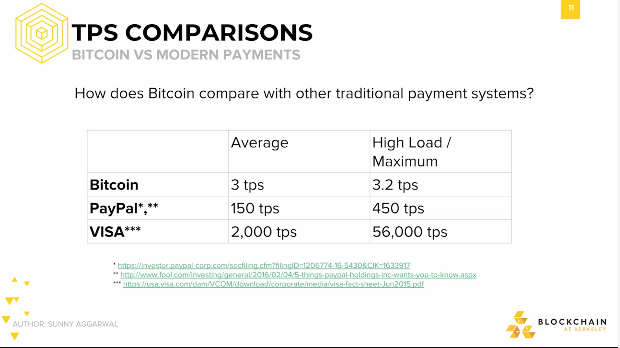 11
TPS COMPARISONS
BITCOIN VS MODERN PAYMENTS
How does Bitcoin compare with other traditional payment systems?
Average High Load / Maximum
Bitcoin 3 tps 3.2 tps
PayPal*,** 150 tps 450 tps
VISA*** 2,000 tps 56,000 tps
* https://investor.paypal-corp.com/secfiling.cfm?filingID=1206774-16-5430&CIK=1633917
** http://www.fool.com/investing/general/2016/02/04/5-things-paypal-holdings-inc-wants-you-to-know.aspx
*** https://usa.visa.com/dam/VCOM/download/corporate/media/visa-fact-sheet-Jun2015.pdf
AUTHOR: SUNNY AGGARWAL
BLOCKCHAIN
AT BERKELEY